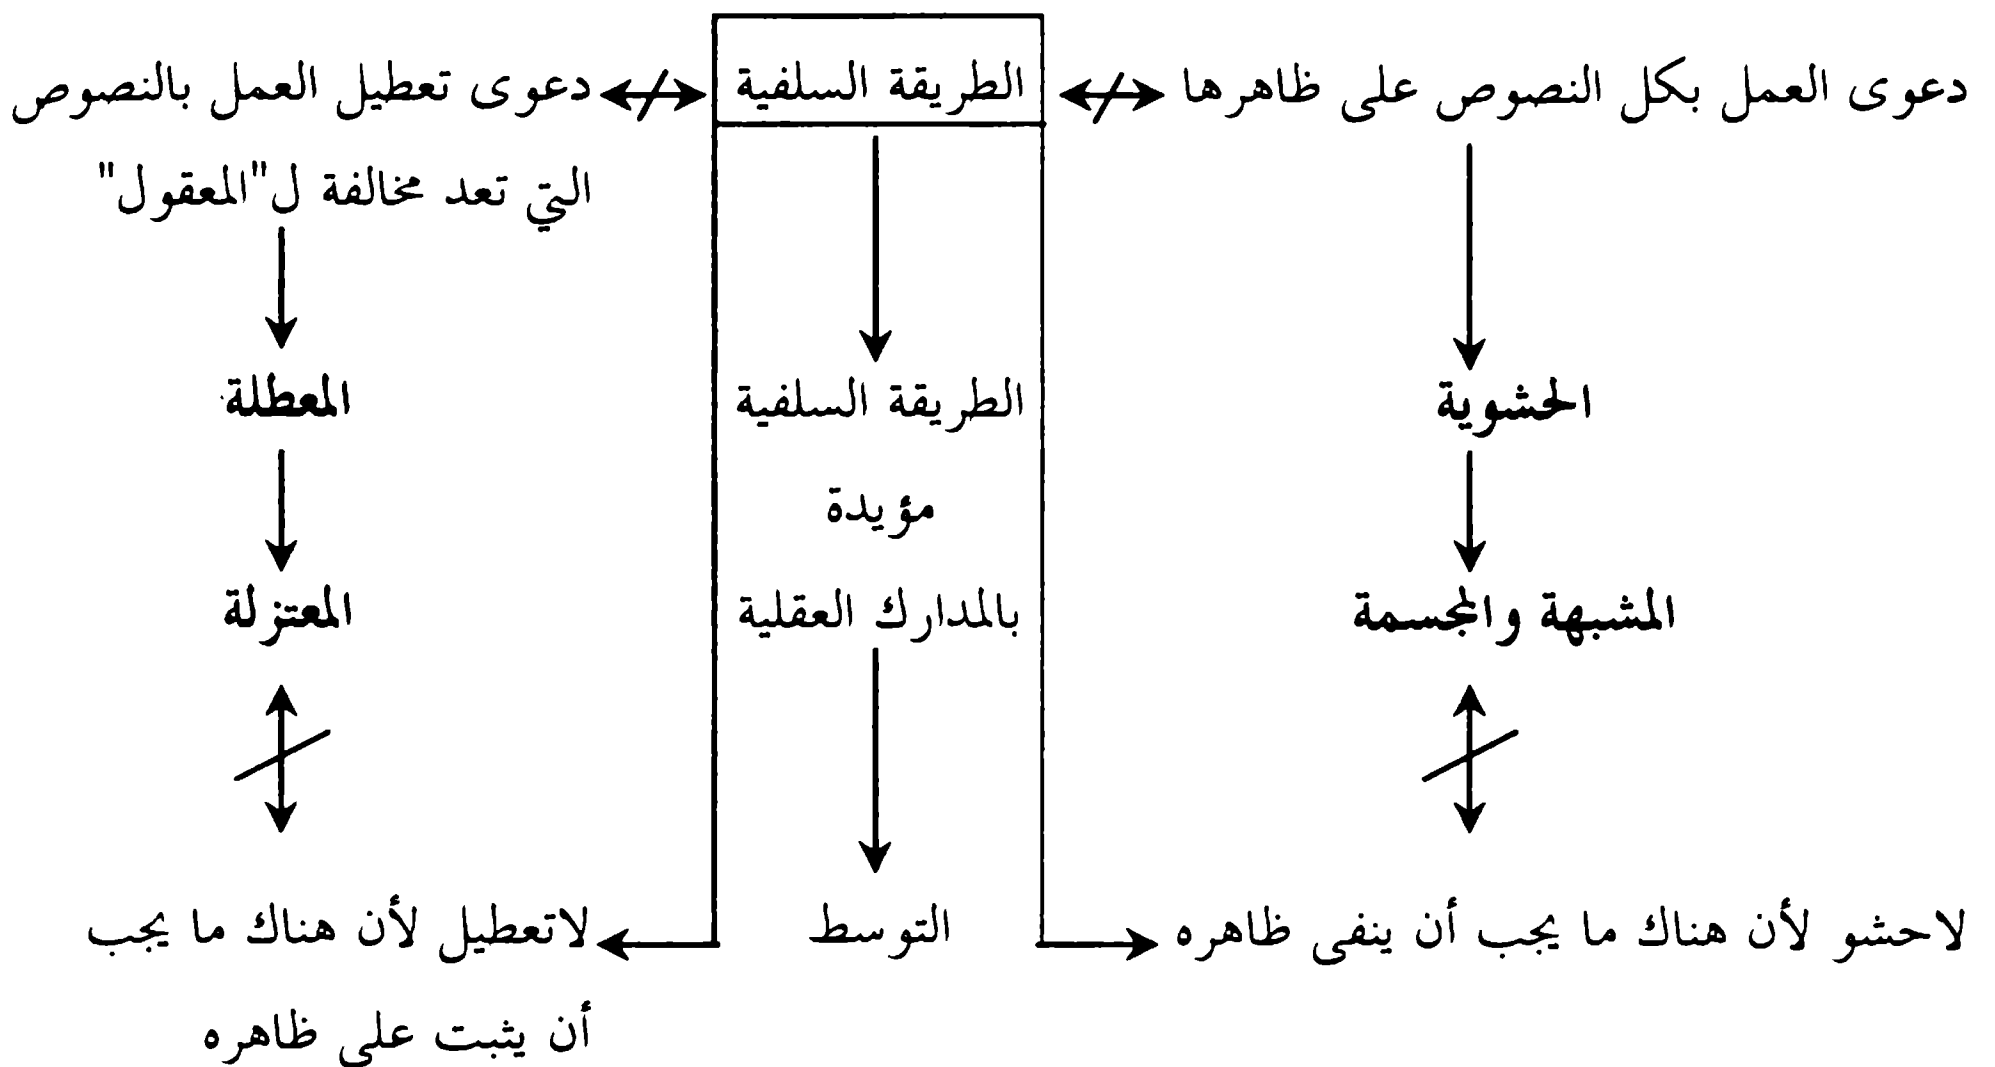 دعوى العمل بكل النصوص على ظاهرها
الطريقة السلفية
دعوى تعطيل العمل بالنصوص
التي تعد مخالفة ل"المعقول"
الحشوية
الطريقة السلفية
المعطلة
مؤيدة
المشبهة والمجسمة
بالمدارك العقلية
المعتزلة
لاحشو لأن هناك ما يجب أن ينفى ظاهره
التوسط
لاتعطيل لأن هناك ما يجب
أن يثبت على ظاهره